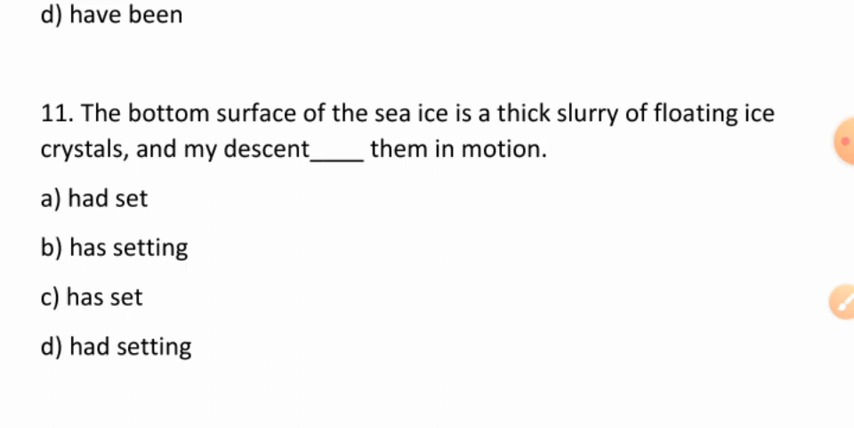 d) have been
11. The bottom surface of the sea ice is a thick slurry of floating ice
crystals, and my descent____ them in motion.
a) had set
b) has setting
c) has set
d) had setting